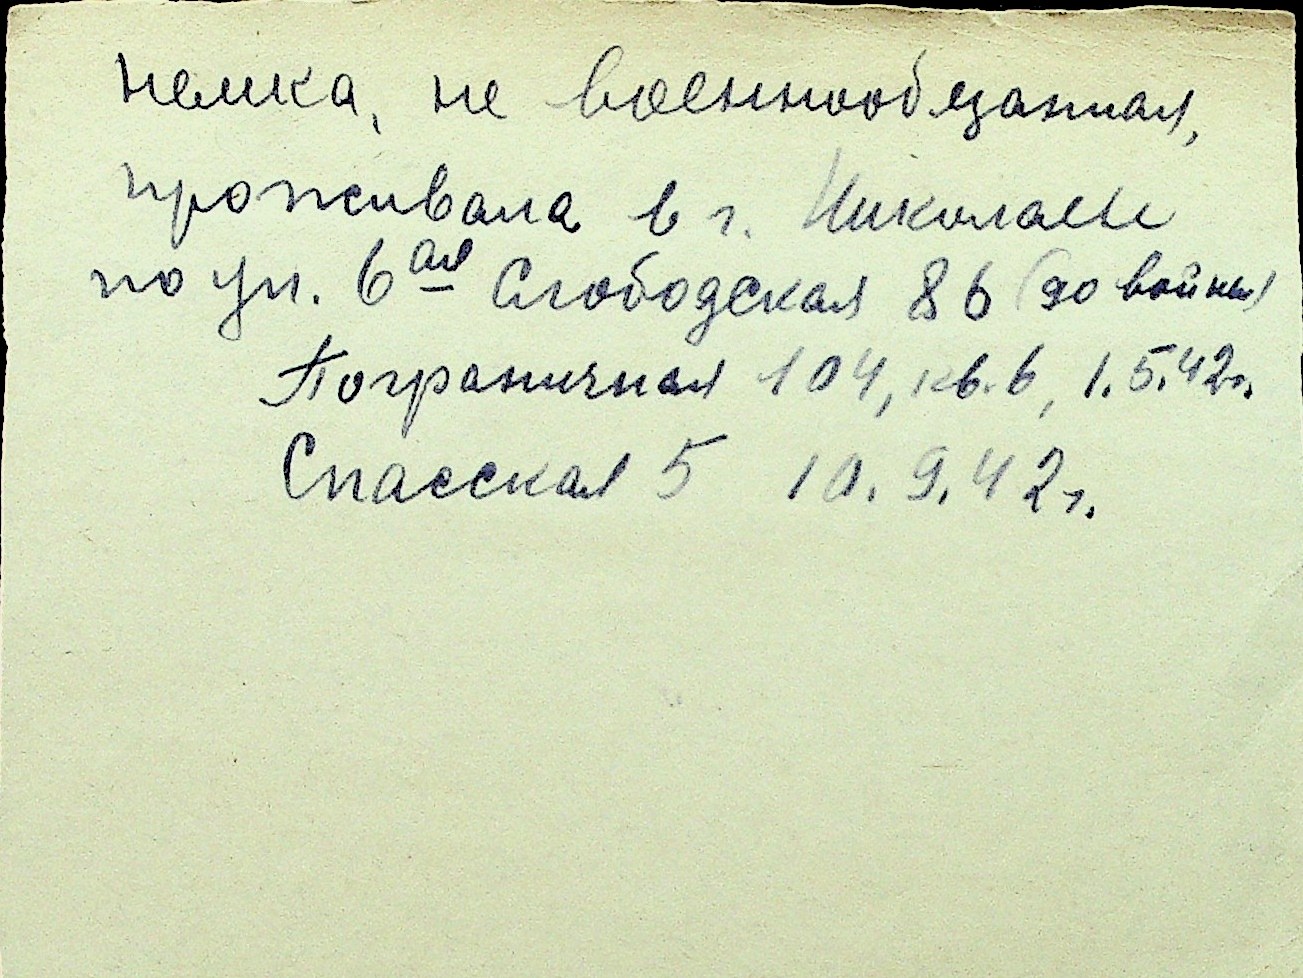 немка, не военнообязанная,
проживала в г. Николаеве
по ул. 6ая Слободская 86 (до войны)
Пограничная 104, кв. 6, 1.5.42г.
Спасская 5 10.9.42г.